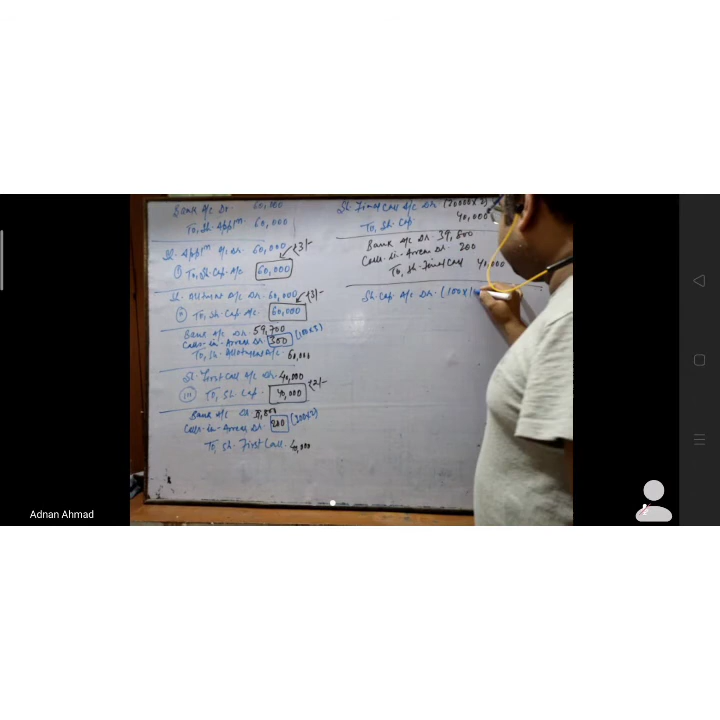 Bank A/c Dr. 60,000
To, Sh. Appln. 60,000
Sh. Appln A/c Dr. 60,000 3/-
(i) To, Sh. Cap. A/c. 60,000
Sh. Allotment A/c Dr. 60,000 3/-
(ii) To, Sh. Cap A/c. 60,000
Bank A/c Dr. 59,700
Calls-in-Arrear Dr. 300
To, Sh. Allotment A/c. 60,000
Sh. First Call A/c Dr. 40,000 2/-
(iii) To, Sh. Cap. 40,000
Bank A/c Dr
Calls-in-Arrear Dr. 200 (100x2)
To, Sh. First Call. 40,000
Sh. Final Call A/c Dr. (20000x2)
To, Sh. Cap 40,000
Bank A/c Dr. 39,800
Calls-in-Arrear Dr. 200
To, Sh. Final Call 40,000
Sh. Cap A/c Dr. (100x10
Adnan Ahmad